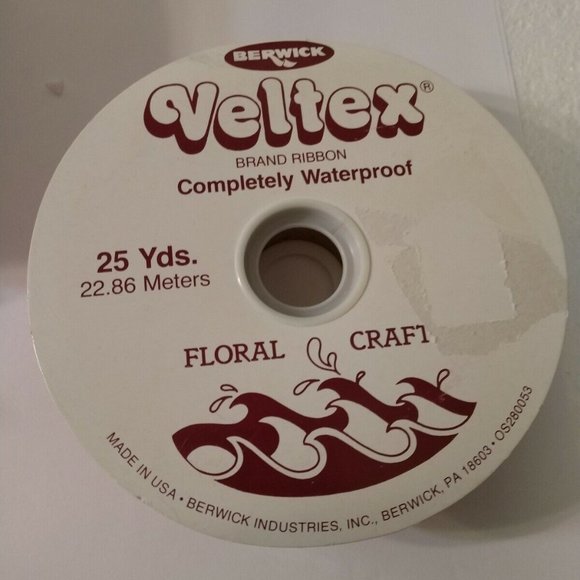 BERWICK
Veltex®
BRAND RIBBON
Completely Waterproof
25 Yds.
22.86 Meters
FLORAL CRAFT
MADE IN USA • BERWICK INDUSTRIES, INC., BERWICK, PA 18603 • OS280053